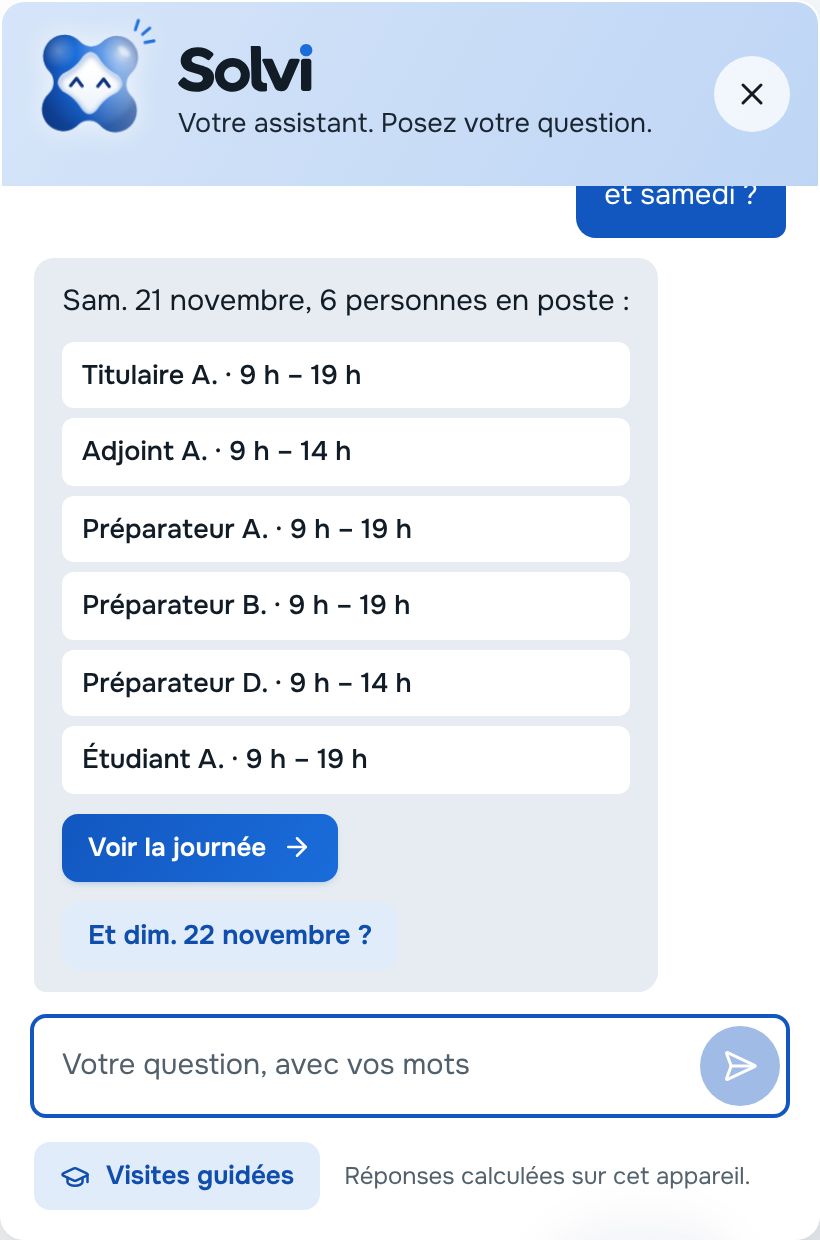 Solvi
Votre assistant. Posez votre question.
et samedi ?
Sam. 21 novembre, 6 personnes en poste :
Titulaire A. · 9 h – 19 h
Adjoint A. · 9 h – 14 h
Préparateur A. · 9 h – 19 h
Préparateur B. · 9 h – 19 h
Préparateur D. · 9 h – 14 h
Étudiant A. · 9 h – 19 h
Voir la journée →
Et dim. 22 novembre ?
Votre question, avec vos mots
Visites guidées
Réponses calculées sur cet appareil.